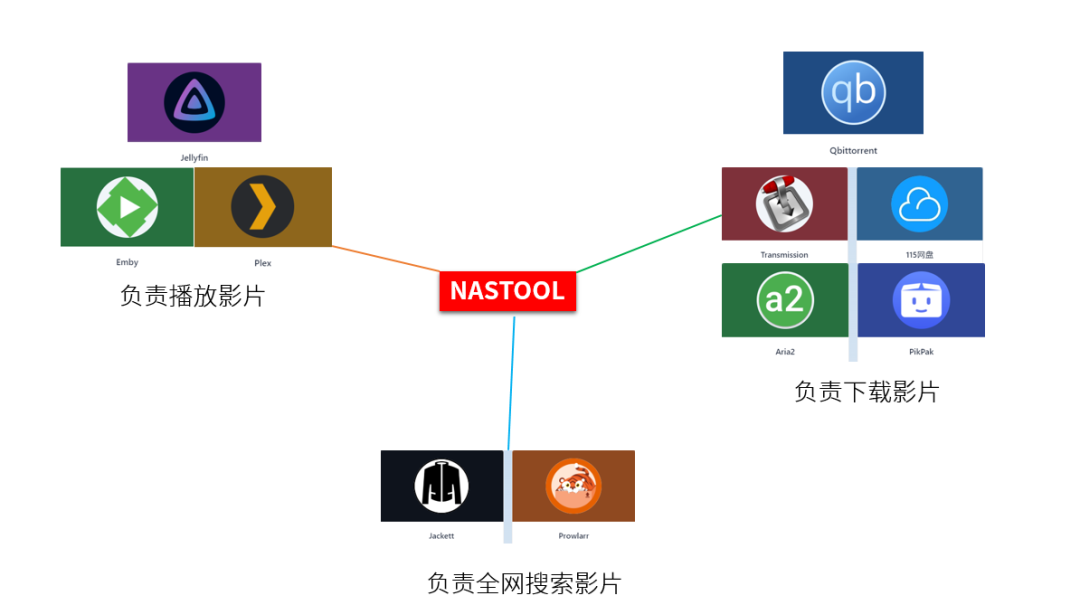 Jellyfin
Emby
Plex
负责播放影片
NASTOOL
qb
Qbittorrent
Transmission
115网盘
a2
Aria2
PikPak
负责下载影片
Jackett
Prowlarr
负责全网搜索影片